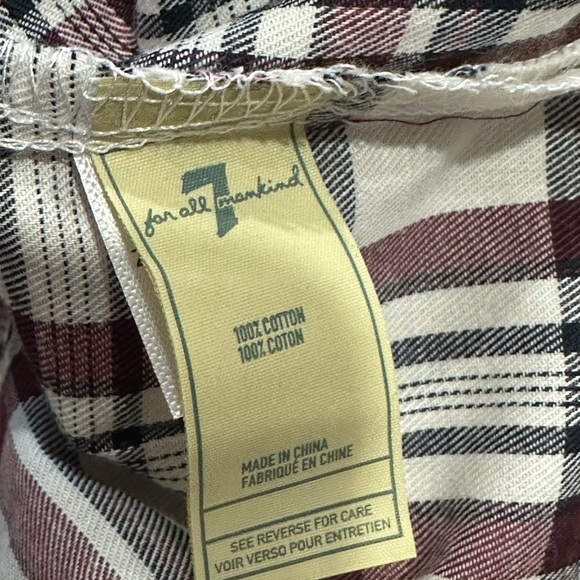 7
for all mankind
100% COTTON
100% COTON
MADE IN CHINA
FABRIQUÉ EN CHINE
SEE REVERSE FOR CARE
VOIR VERSO POUR ENTRETIEN